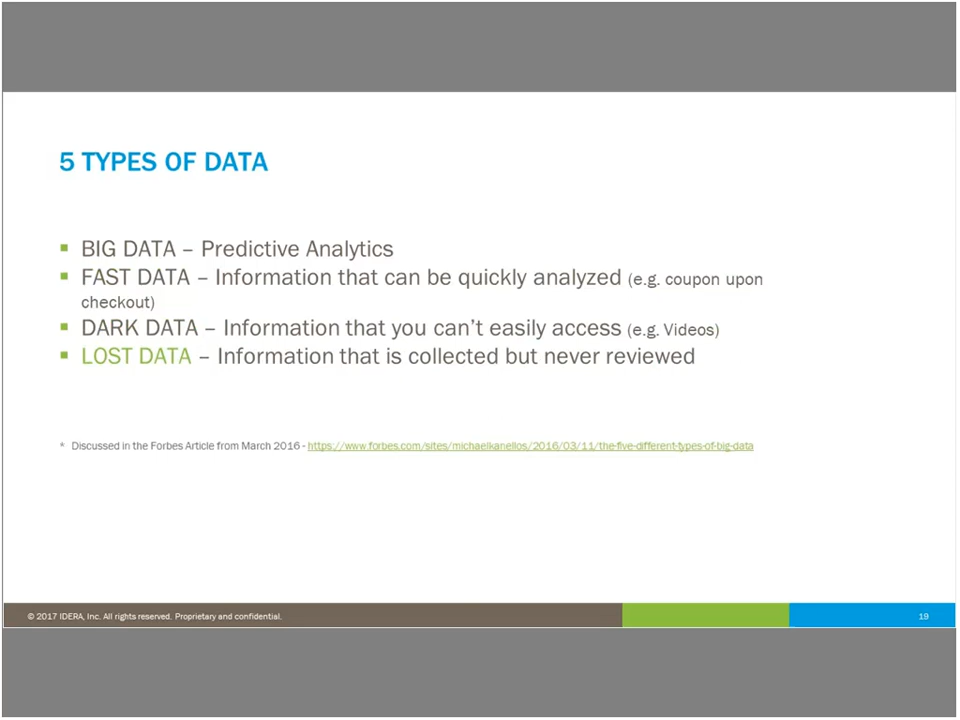 5 TYPES OF DATA
▪ BIG DATA – Predictive Analytics
▪ FAST DATA – Information that can be quickly analyzed (e.g. coupon upon
checkout)
▪ DARK DATA – Information that you can’t easily access (e.g. Videos)
▪ LOST DATA – Information that is collected but never reviewed
* Discussed in the Forbes Article from March 2016 - https://www.forbes.com/sites/michaelkanellos/2016/03/11/the-five-different-types-of-big-data
© 2017 IDERA, Inc. All rights reserved. Proprietary and confidential.
19